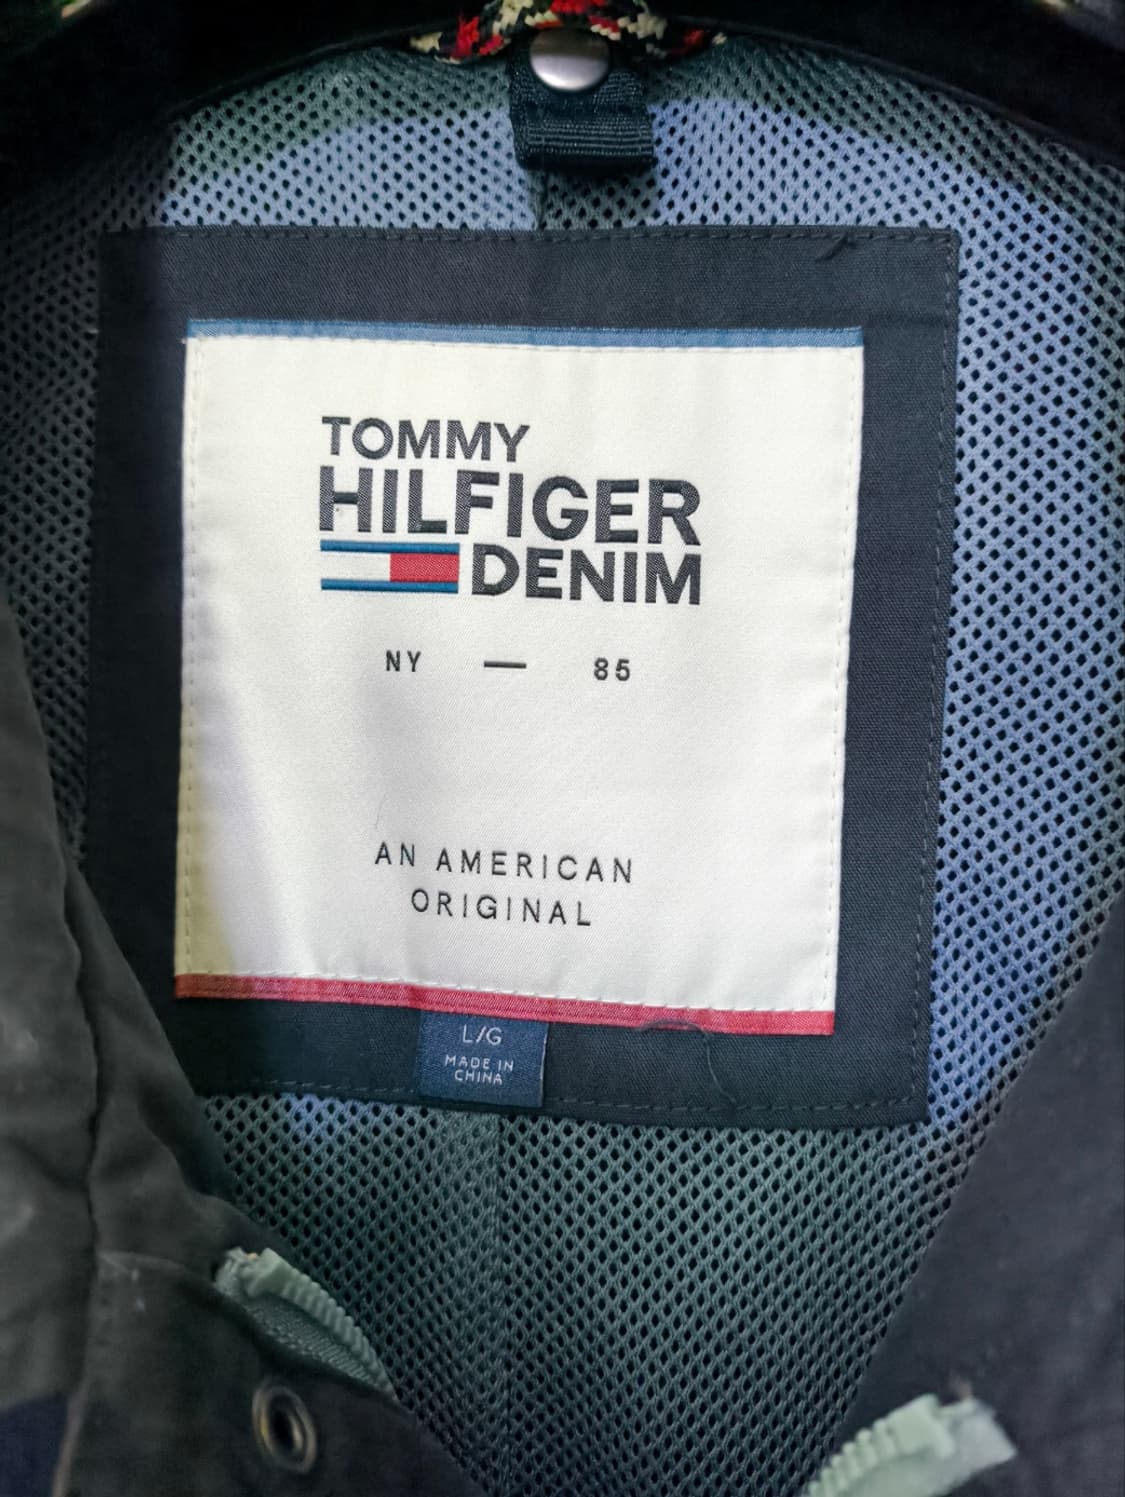 TOMMY
HILFIGER
DENIM
NY — 85
AN AMERICAN
ORIGINAL
L/G
MADE IN
CHINA